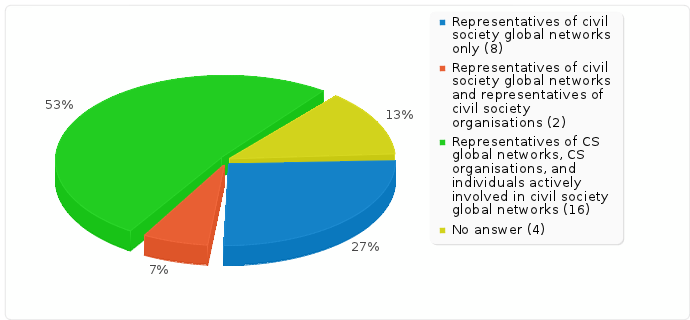 53%
13%
27%
7%
Representatives of civil
society global networks
only (8)
Representatives of civil
society global networks
and representatives of
civil society
organisations (2)
Representatives of CS
global networks, CS
organisations, and
individuals actively
involved in civil society
global networks (16)
No answer (4)